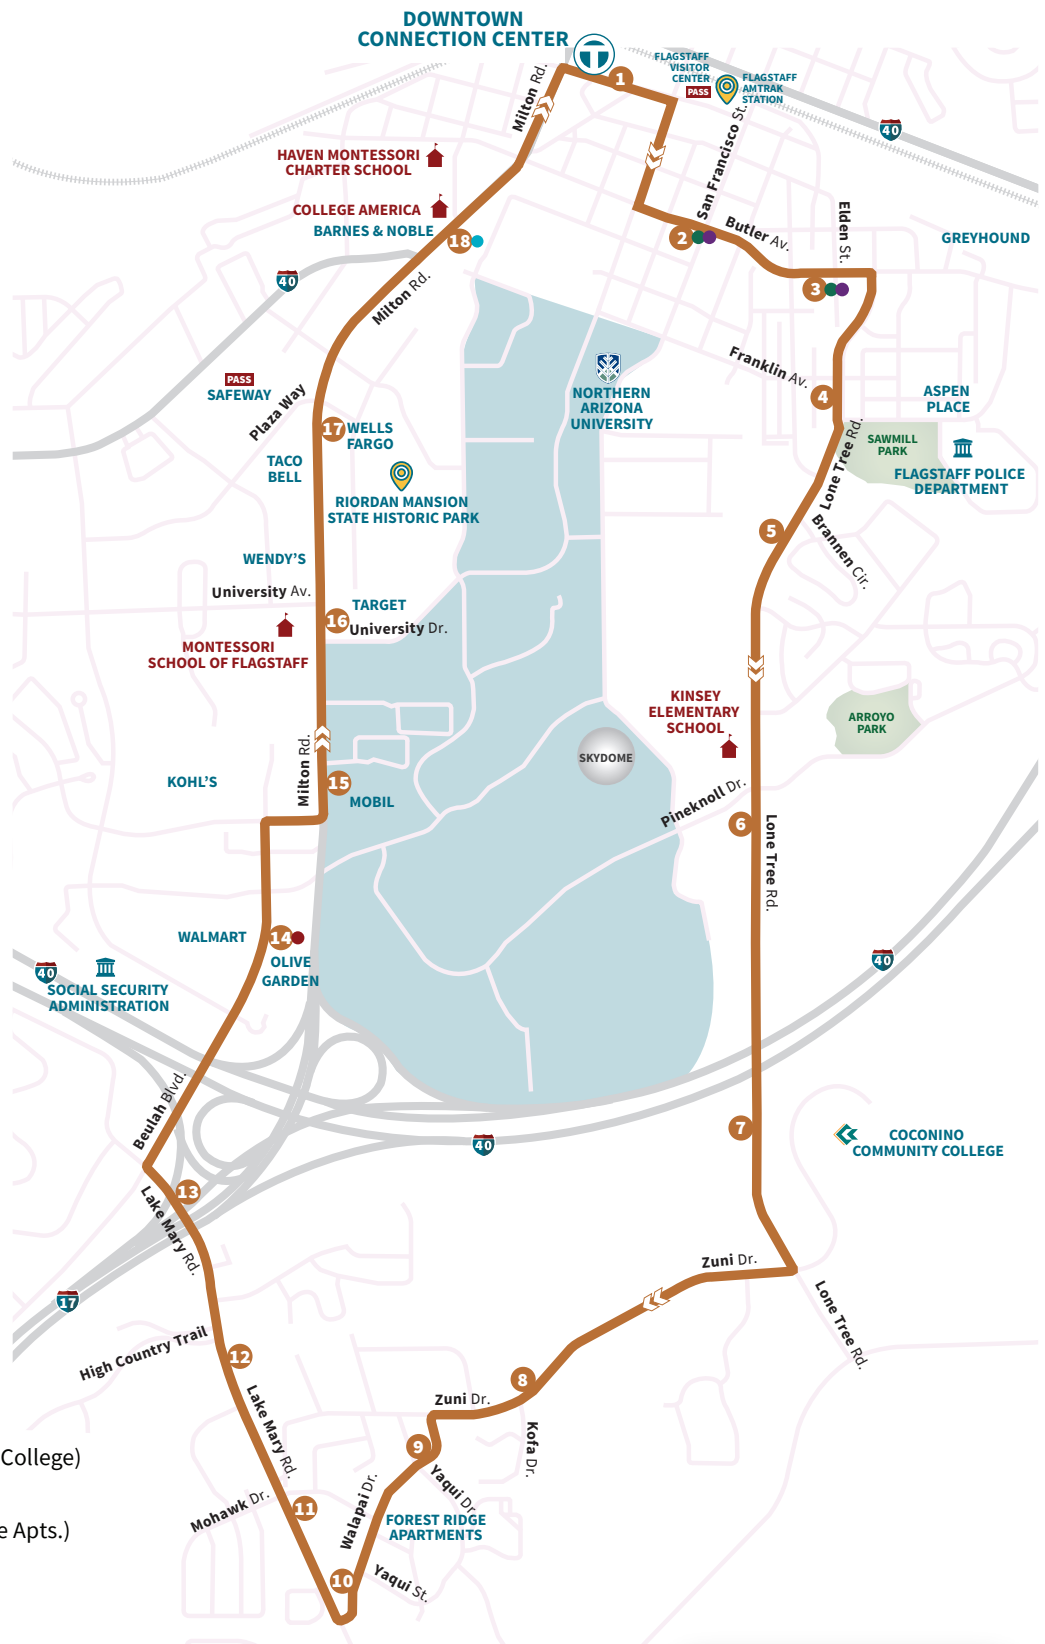 DOWNTOWN
CONNECTION CENTER
1
FLAGSTAFF
VISITOR
CENTER
PASS
FLAGSTAFF
AMTRAK
STATION
40
Milton Rd.
San Francisco St.
HAVEN MONTESSORI
CHARTER SCHOOL
COLLEGE AMERICA
BARNES & NOBLE
18
2
Butler Av.
Elden St.
GREYHOUND
40
Milton Rd.
3
Franklin Av.
4
ASPEN
PLACE
PASS
SAFEWAY
Plaza Way
NORTHERN
ARIZONA
UNIVERSITY
17
WELLS
FARGO
Lone Tree Rd.
SAWMILL
PARK
TACO
BELL
FLAGSTAFF POLICE
DEPARTMENT
RIORDAN MANSION
STATE HISTORIC PARK
5
Brannen Cir.
WENDY'S
University Av.
TARGET
16
University Dr.
MONTESSORI
SCHOOL OF FLAGSTAFF
KINSEY
ELEMENTARY
SCHOOL
ARROYO
PARK
SKYDOME
Milton Rd.
KOHL'S
15
MOBIL
Pineknoll Dr.
6
Lone Tree Rd.
WALMART
14
OLIVE
GARDEN
40
40
SOCIAL SECURITY
ADMINISTRATION
Beulah Blvd.
40
7
COCONINO
COMMUNITY COLLEGE
13
Lake Mary Rd.
Zuni Dr.
17
Lone Tree Rd.
High Country Trail
12
8
Zuni Dr.
Lake Mary Rd.
Kofa Dr.
9
College)
Yaqui Dr.
Walapai Dr.
Mohawk Dr.
11
FOREST RIDGE
APARTMENTS
e Apts.)
10
Yaqui St.